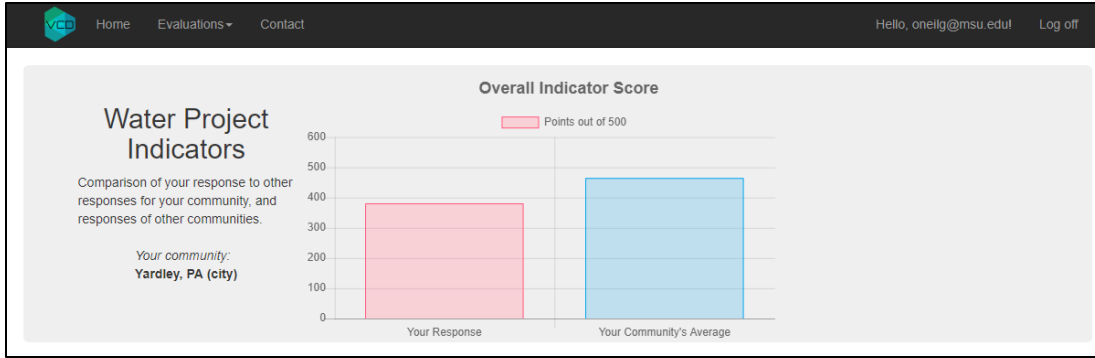 VCD Home Evaluations Contact Hello, oneilg@msu.edu! Log off
Water Project
Indicators
Comparison of your response to other
responses for your community, and
responses of other communities.
Your community:
Yardley, PA (city)
Overall Indicator Score
Points out of 500
600
500
400
300
200
100
0
Your Response Your Community's Average